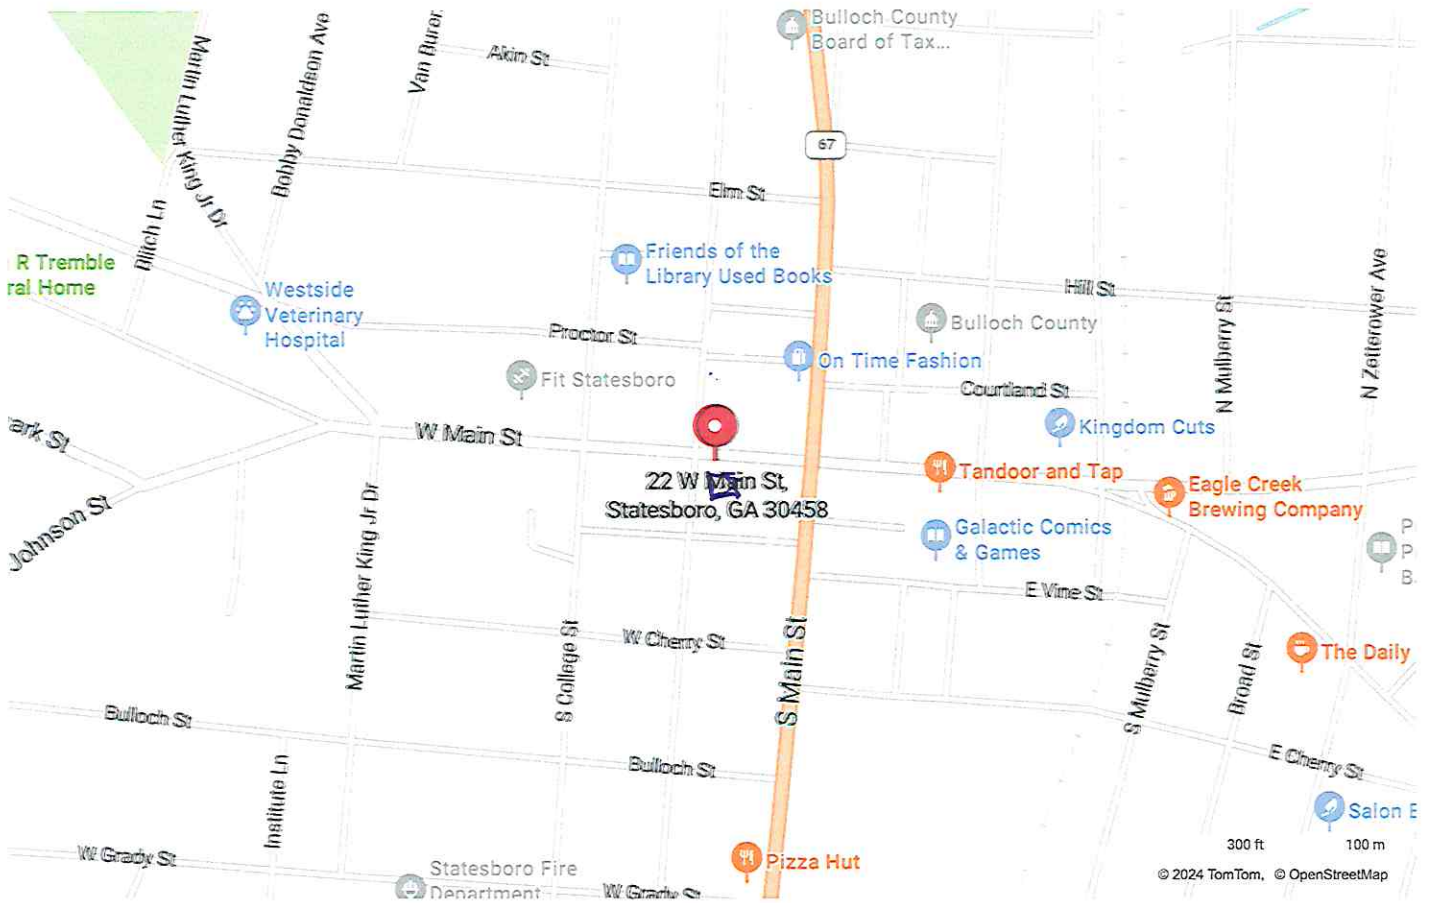 Bulloch County
Board of Tax...
Akin St
Van Buren
Martin Luther King Jr Dr
Bobby Donaldson Ave
67
Elm St
Blitch Ln
R Tremble
ral Home
Westside
Veterinary
Hospital
Friends of the
Library Used Books
Hill St
N Zetterower Ave
N Mulberry St
Bulloch County
Proctor St
On Time Fashion
Fit Statesboro
Courtland St
Kingdom Cuts
ark St
W Main St
Tandoor and Tap
22 W Main St,
Statesboro, GA 30458
Eagle Creek
Brewing Company
Johnson St
Martin Luther King Jr Dr
Galactic Comics
& Games
P
P
B
E Vine St
W Cherry St
S College St
S Main St
S Mulberry St
Broad St
The Daily
Bulloch St
Bulloch St
E Cherry St
Institute Ln
Salon
W Grady St
Pizza Hut
Statesboro Fire
Department
W Grady St
300 ft
100 m
© 2024 TomTom, © OpenStreetMap